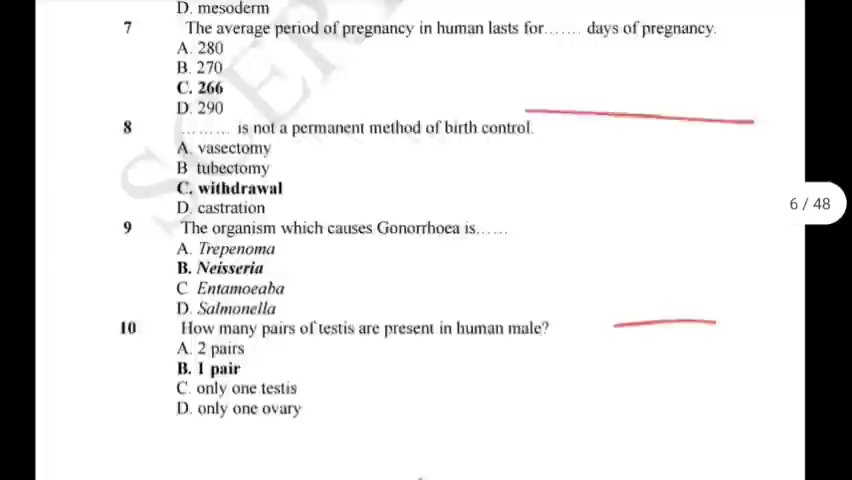 D. mesoderm
7 The average period of pregnancy in human lasts for....... days of pregnancy.
A. 280
B. 270
C. 266
D. 290
8 ......... is not a permanent method of birth control.
A. vasectomy
B tubectomy
C. withdrawal
D. castration
9 The organism which causes Gonorrhoea is......
A. Trepenoma
B. Neisseria
C Entamoeaba
D. Salmonella
10 How many pairs of testis are present in human male?
A. 2 pairs
B. 1 pair
C. only one testis
D. only one ovary
6 / 48